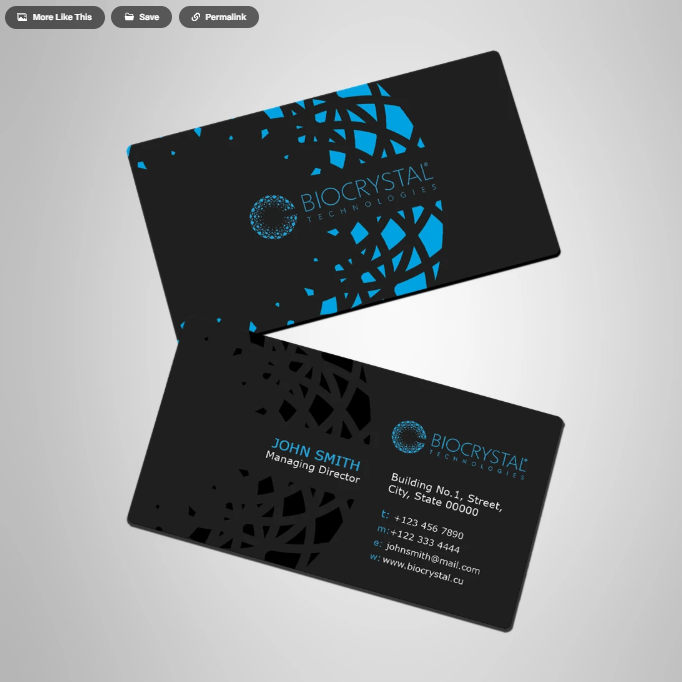 More Like This
Save
Permalink
BIOCRYSTAL®
TECHNOLOGIES
JOHN SMITH
Managing Director
BIOCRYSTAL®
TECHNOLOGIES
Building No.1, Street,
City, State 00000
t: +123 456 7890
m:+122 333 4444
e: johnsmith@mail.com
w: www.biocrystal.cu